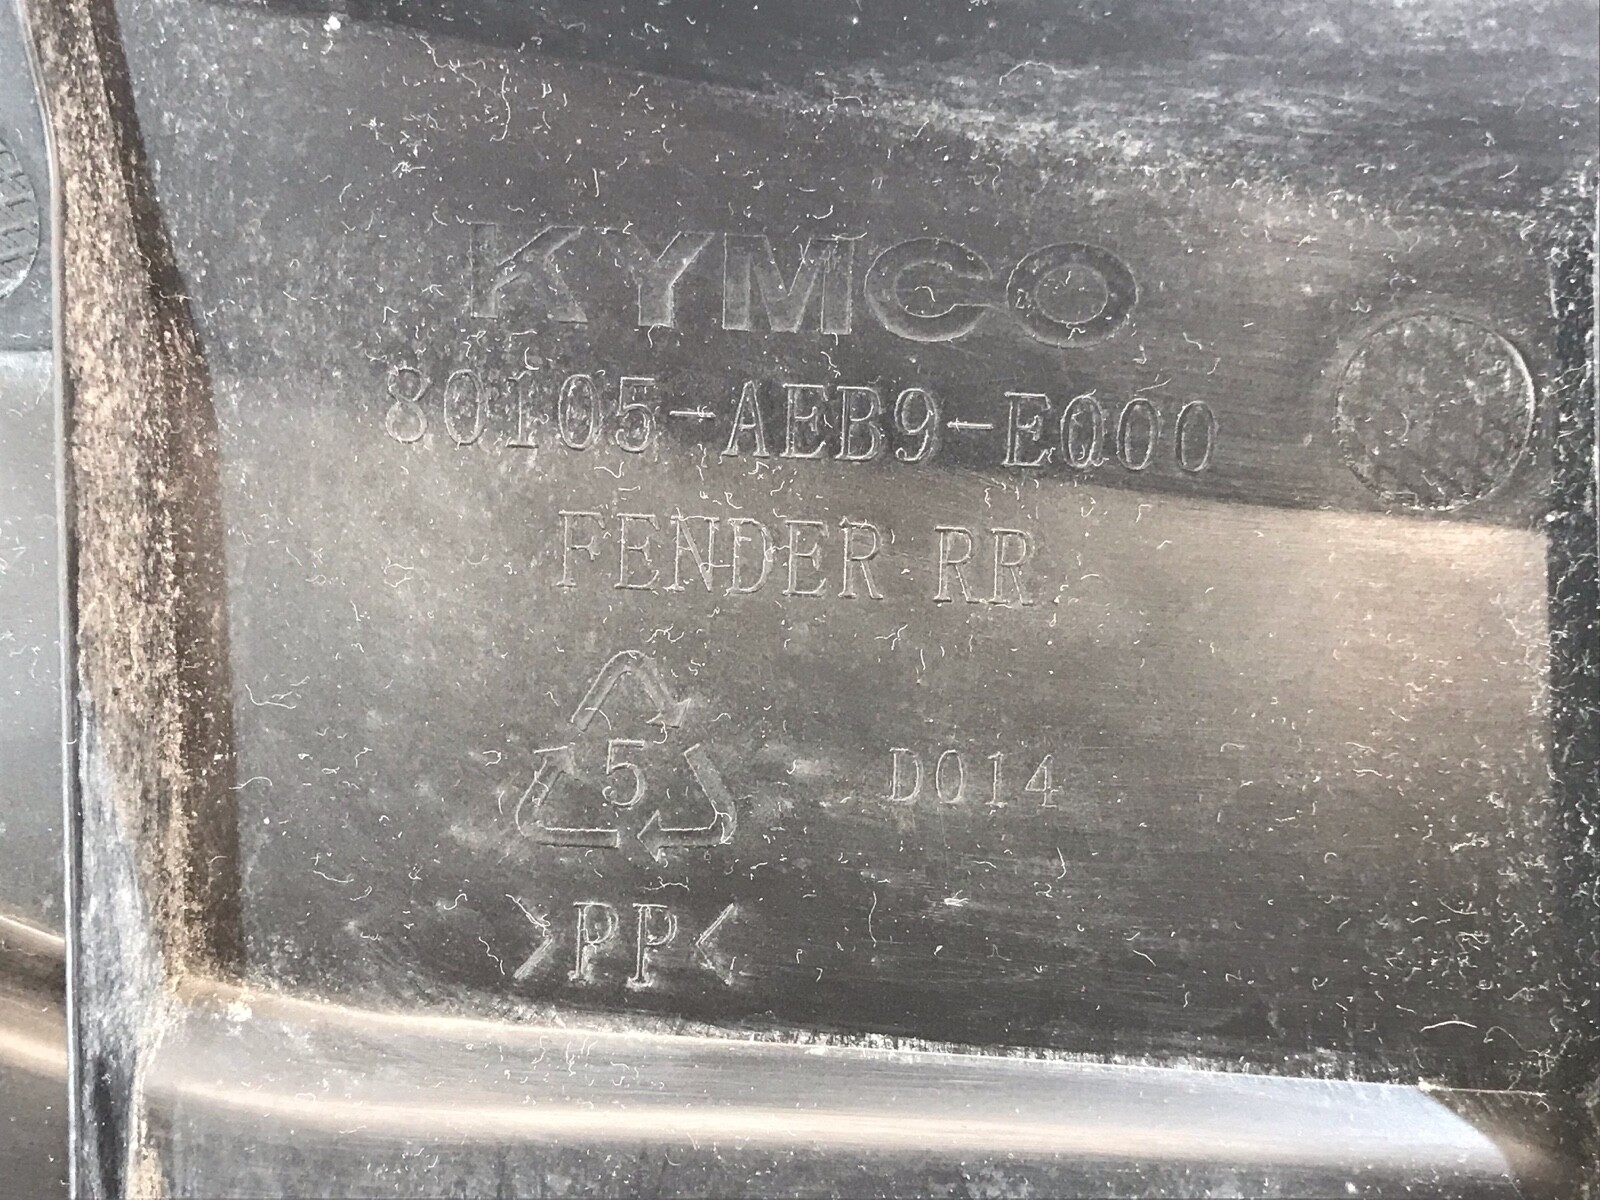 KYMCO
80105-AEB9-E000
FENDER RR
5
D014
>PP<